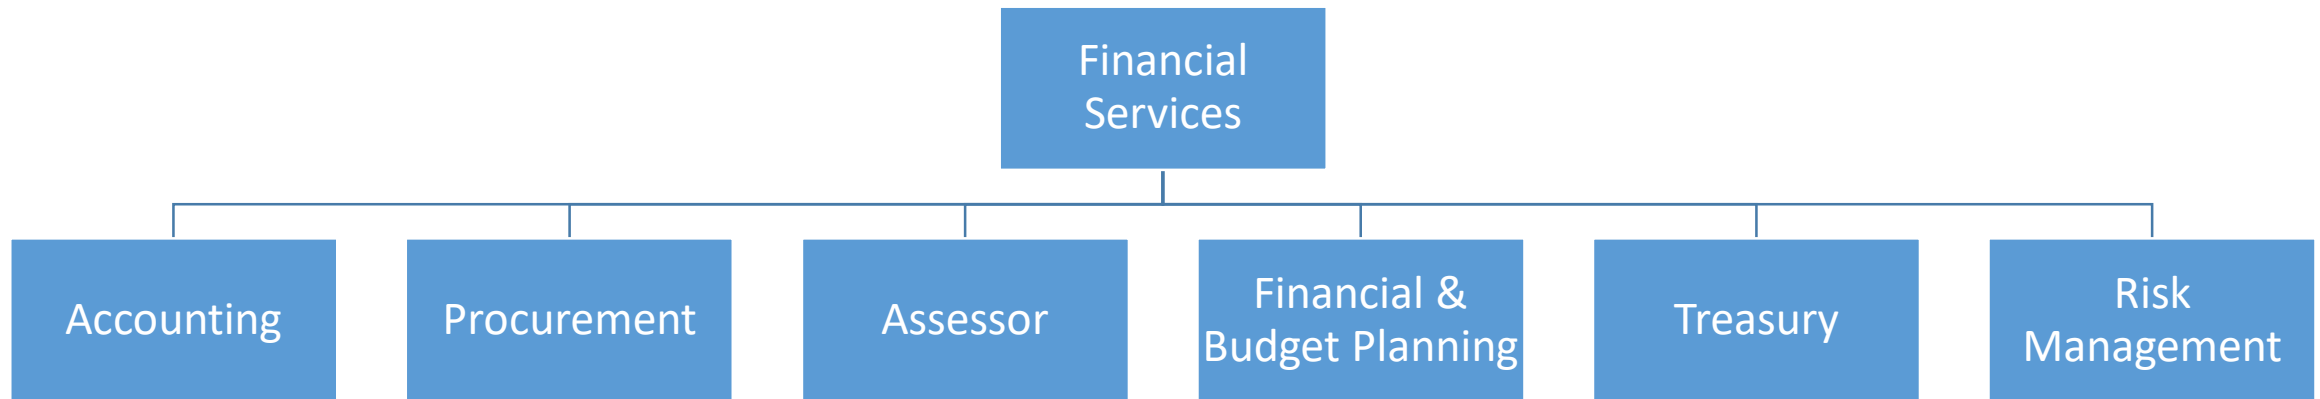 Financial
Services
Accounting
Procurement
Assessor
Financial &
Budget Planning
Treasury
Risk
Management